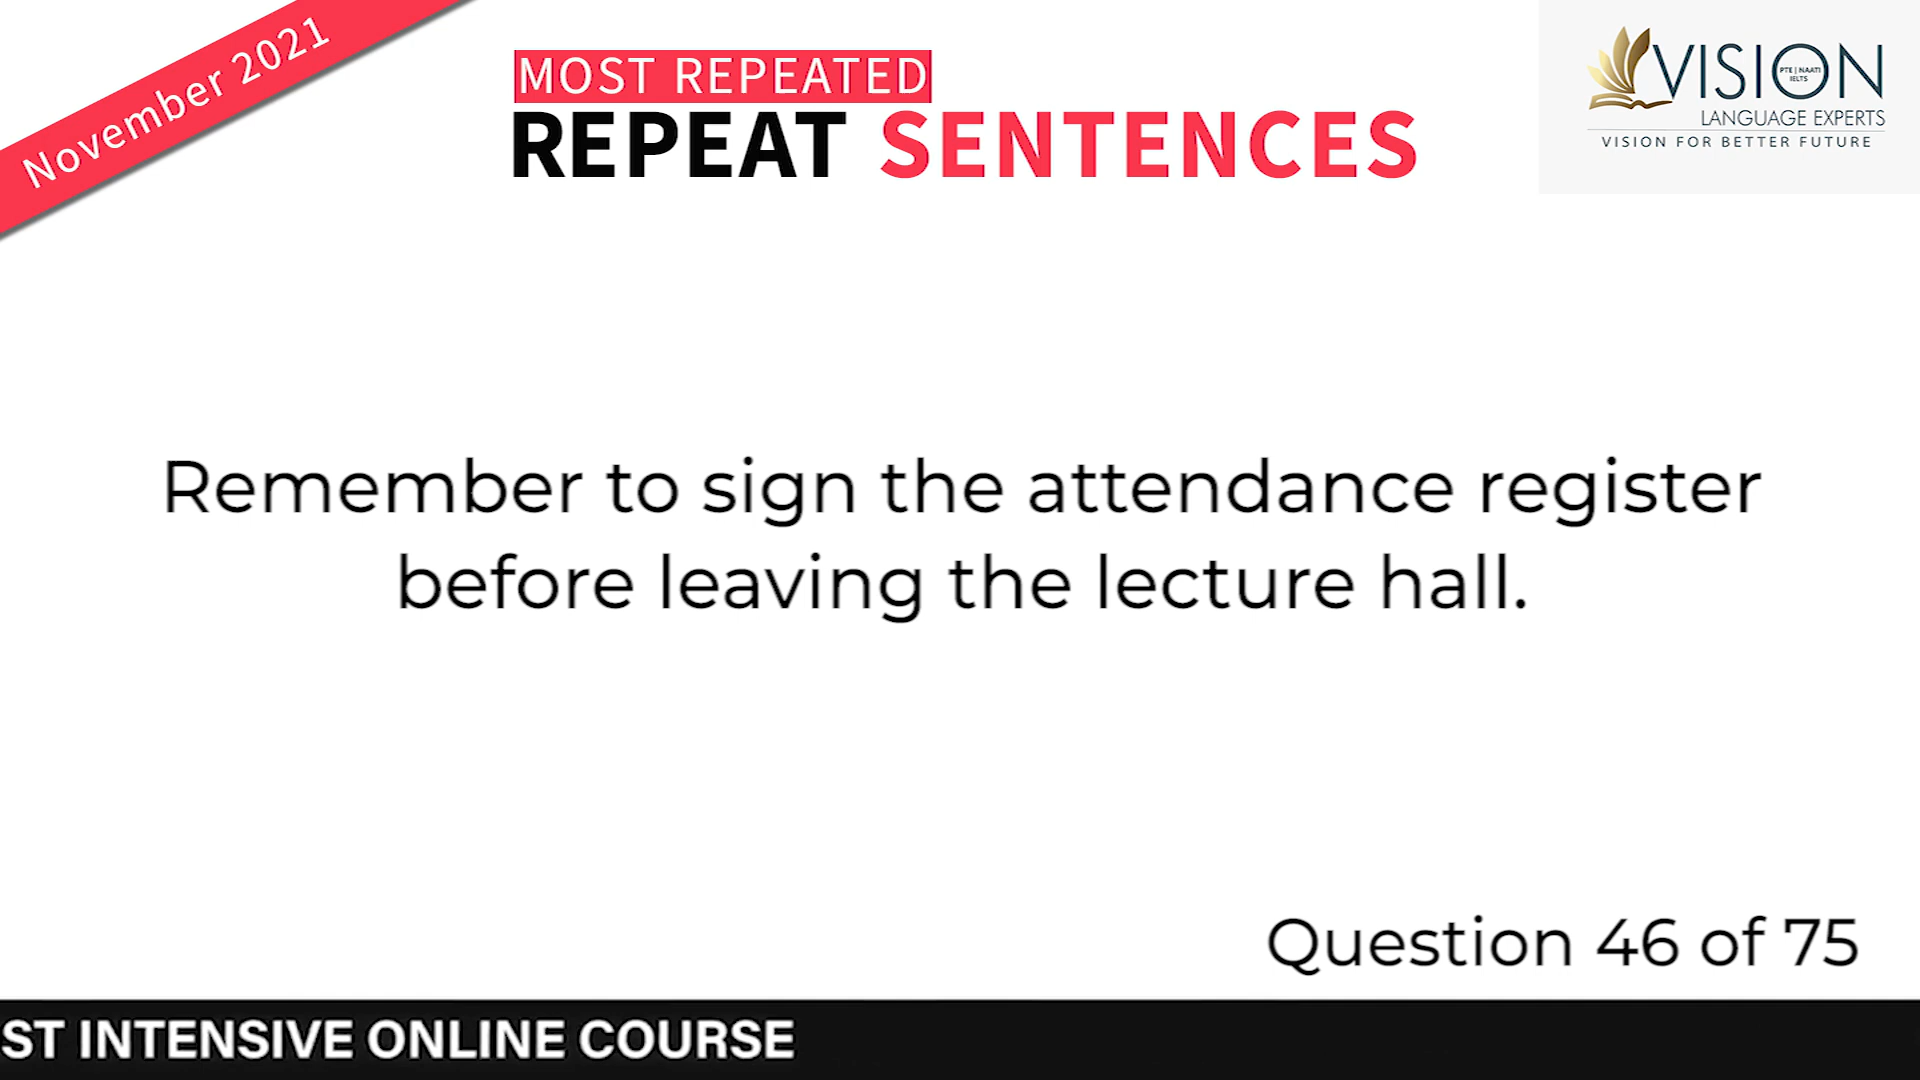 November 2021
MOST REPEATED
REPEAT SENTENCES
VISION
PTE | NAATI
IELTS
LANGUAGE EXPERTS
VISION FOR BETTER FUTURE
Remember to sign the attendance register
before leaving the lecture hall.
Question 46 of 75
ST INTENSIVE ONLINE COURSE